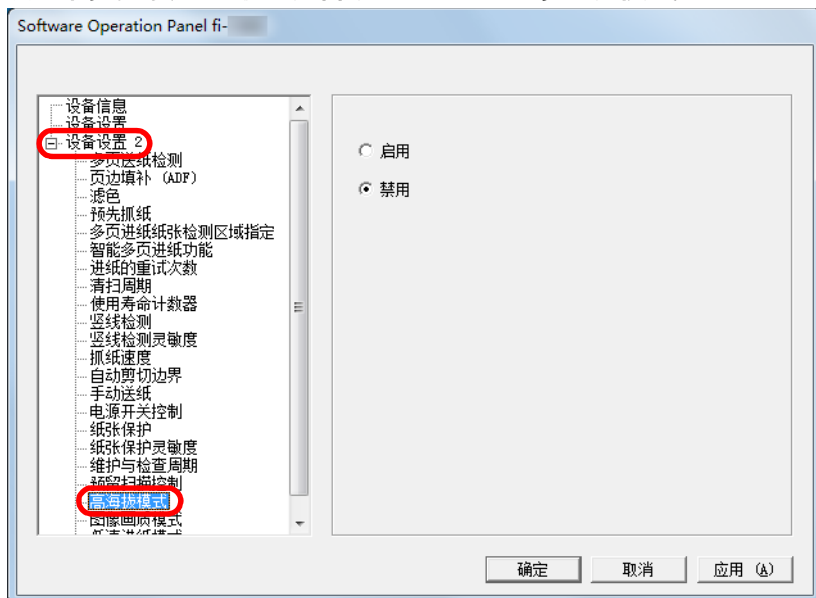 Software Operation Panel fi-
设备信息
设备设置
设备设置 2
多页送纸检测
页边填补 (ADF)
滤色
预先抓纸
多页进纸纸张检测区域指定
智能多页进纸功能
进纸的重试次数
清扫周期
使用寿命计数器
竖线检测
竖线检测灵敏度
抓纸速度
自动剪切边界
手动送纸
电源开关控制
纸张保护
纸张保护灵敏度
维护与检查周期
预留扫描控制
高海拔模式
图像画质模式
启用
禁用
确定
取消
应用 (A)